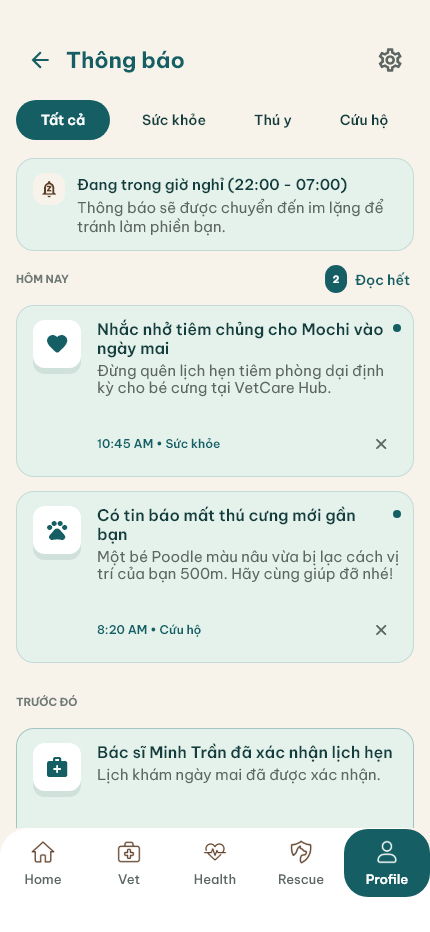 Thông báo
Tất cả
Sức khỏe
Thú y
Cứu hộ
Đang trong giờ nghỉ (22:00 - 07:00)
Thông báo sẽ được chuyển đến im lặng để
tránh làm phiền bạn.
HÔM NAY
2
Đọc hết
Nhắc nhở tiêm chủng cho Mochi vào
ngày mai
Đừng quên lịch hẹn tiêm phòng dại định
kỳ cho bé cưng tại VetCare Hub.
10:45 AM • Sức khỏe
Có tin báo mất thú cưng mới gần
bạn
Một bé Poodle màu nâu vừa bị lạc cách vị
trí của bạn 500m. Hãy cùng giúp đỡ nhé!
8:20 AM • Cứu hộ
TRƯỚC ĐÓ
Bác sĩ Minh Trần đã xác nhận lịch hẹn
Lịch khám ngày mai đã được xác nhận.
Home
Vet
Health
Rescue
Profile